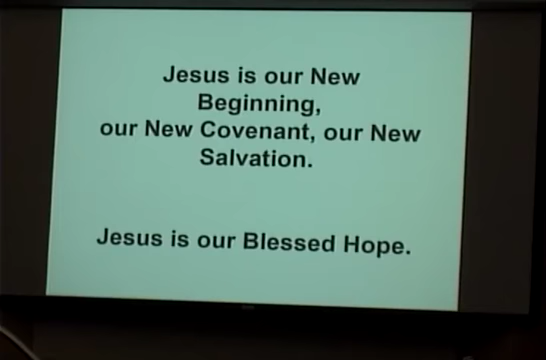 Jesus is our New
Beginning,
our New Covenant, our New
Salvation.
Jesus is our Blessed Hope.